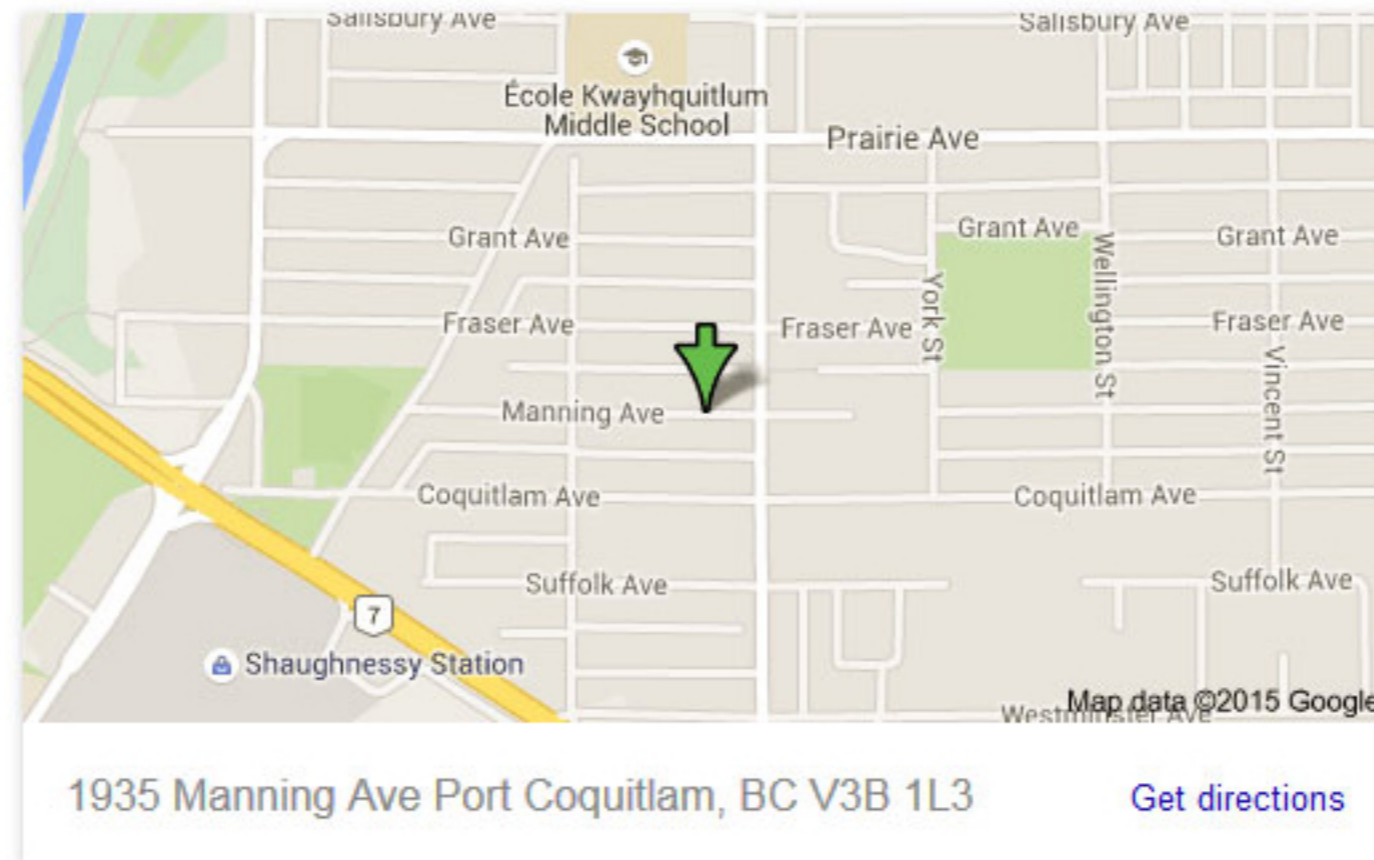 Salisbury Ave
Salisbury Ave
École Kwayhquitlum
Middle School
Prairie Ave
Grant Ave
Grant Ave
Grant Ave
Wellington St
York St
Fraser Ave
Fraser Ave
Fraser Ave
Vincent St
Manning Ave
Coquitlam Ave
Coquitlam Ave
Suffolk Ave
Suffolk Ave
7
Shaughnessy Station
Westminster Ave
Map data ©2015 Google
1935 Manning Ave Port Coquitlam, BC V3B 1L3
Get directions